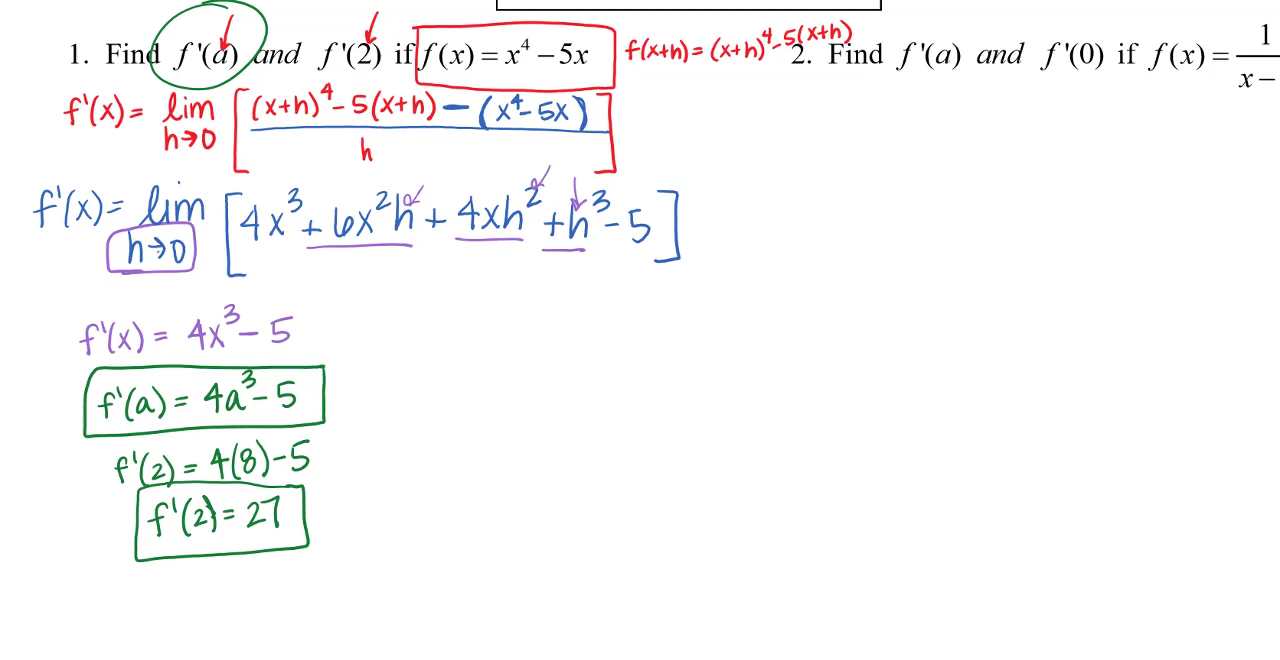 1. Find f'(a) and f'(2) if f(x) = x⁴ − 5x
f(x+h) = (x+h)⁴ − 5(x+h)
2. Find f'(a) and f'(0) if f(x) = 1/(x −
f'(x) = lim h→0 [((x+h)⁴ − 5(x+h) − (x⁴ − 5x))/h]
f'(x) = lim h→0 [4x³ + 6x²h + 4xh² + h³ − 5]
f'(x) = 4x³ − 5
f'(a) = 4a³ − 5
f'(2) = 4(8) − 5
f'(2) = 27